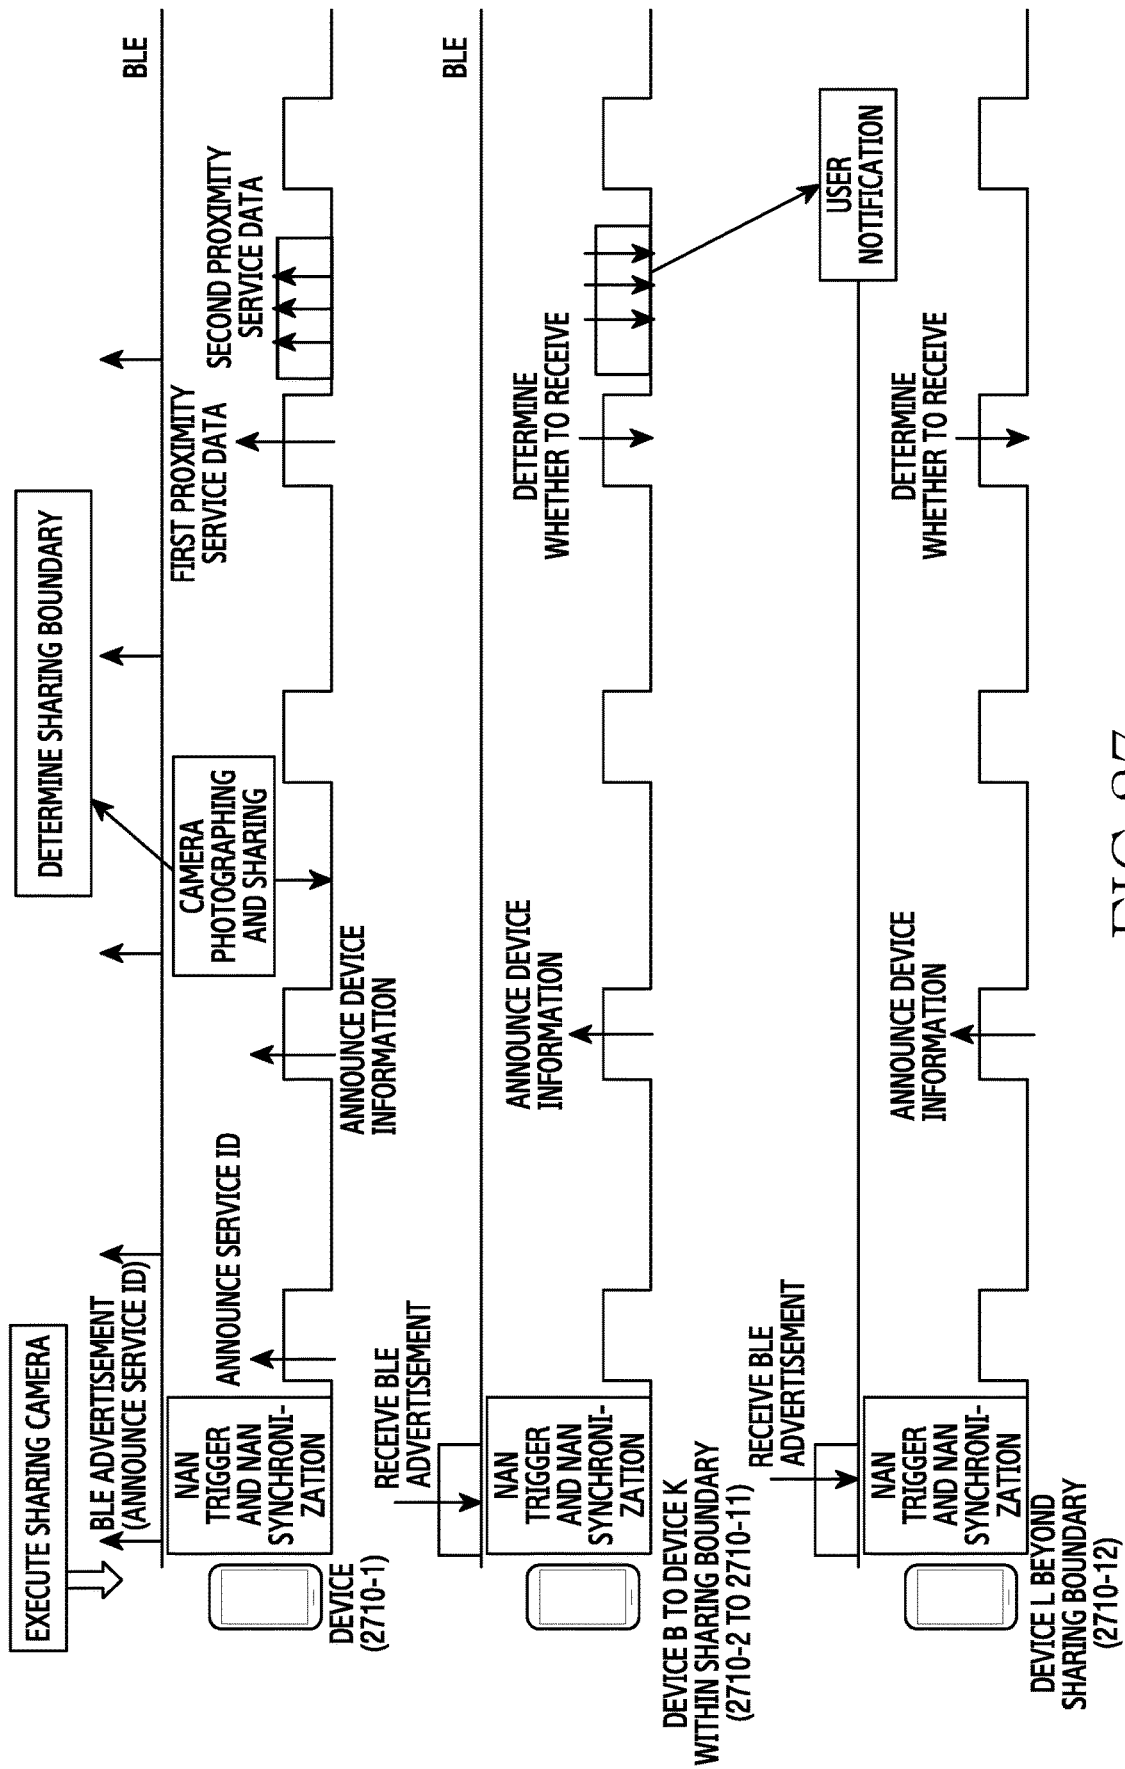 EXECUTE SHARING CAMERA
DETERMINE SHARING BOUNDARY
BLE ADVERTISEMENT
(ANNOUNCE SERVICE ID)
BLE
NAN
TRIGGER
AND NAN
SYNCHRONI-
ZATION
ANNOUNCE SERVICE ID
CAMERA
PHOTOGRAPHING
AND SHARING
FIRST PROXIMITY
SERVICE DATA
SECOND PROXIMITY
SERVICE DATA
DEVICE
(2710-1)
ANNOUNCE DEVICE
INFORMATION
RECEIVE BLE
ADVERTISEMENT
BLE
NAN
TRIGGER
AND NAN
SYNCHRONI-
ZATION
ANNOUNCE DEVICE
INFORMATION
DETERMINE
WHETHER TO RECEIVE
DEVICE B TO DEVICE K
WITHIN SHARING BOUNDARY
(2710-2 TO 2710-11)
RECEIVE BLE
ADVERTISEMENT
USER
NOTIFICATION
NAN
TRIGGER
AND NAN
SYNCHRONI-
ZATION
ANNOUNCE DEVICE
INFORMATION
DETERMINE
WHETHER TO RECEIVE
DEVICE L BEYOND
SHARING BOUNDARY
(2710-12)